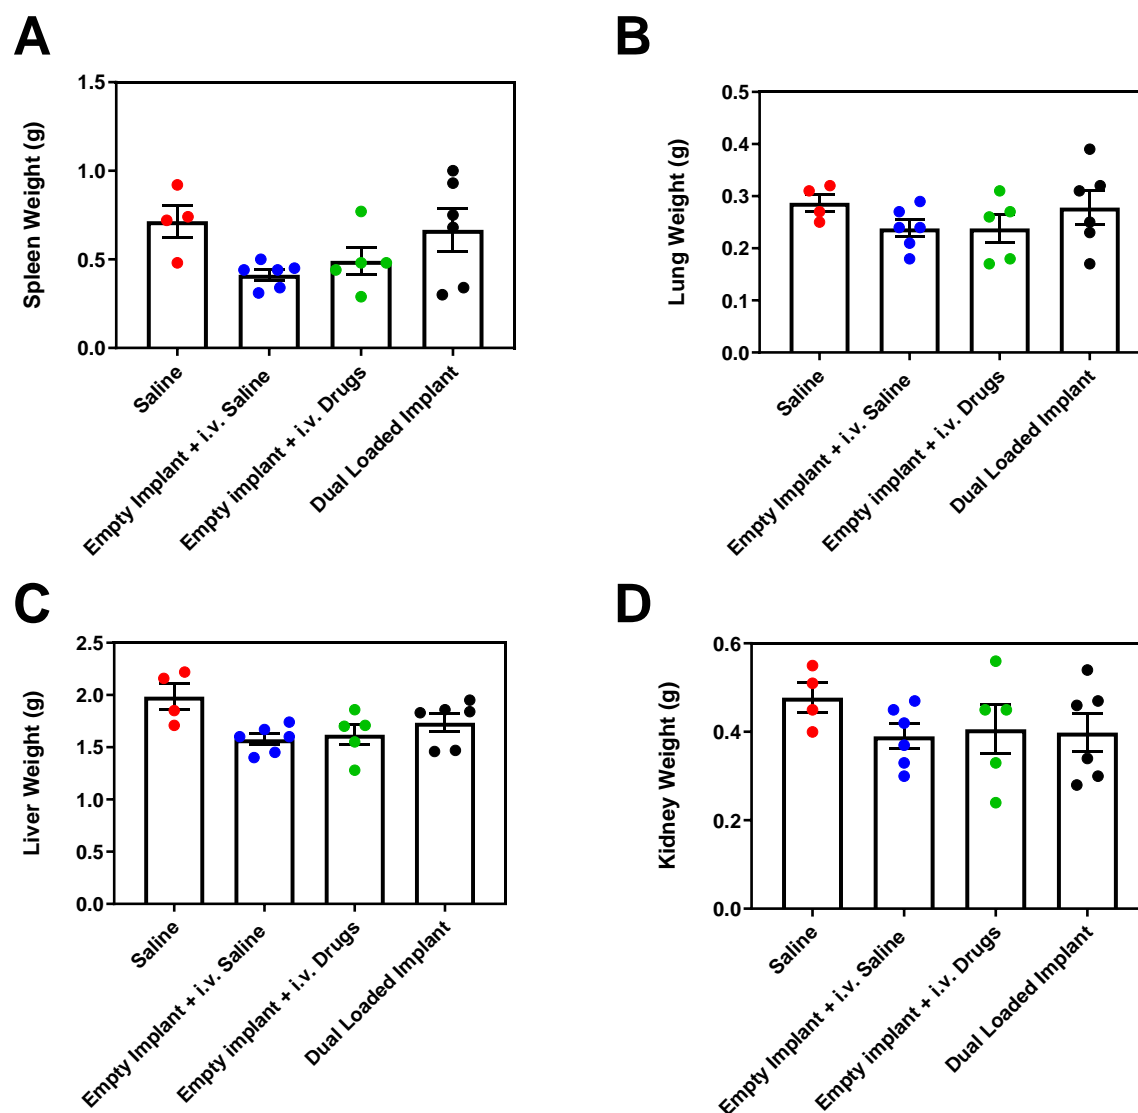 A
Spleen Weight (g)
1.5
1.0
0.5
0.0
Saline
Empty Implant + i.v. Saline
Empty implant + i.v. Drugs
Dual Loaded Implant
B
Lung Weight (g)
0.5
0.4
0.3
0.2
0.1
0.0
Saline
Empty Implant + i.v. Saline
Empty implant + i.v. Drugs
Dual Loaded Implant
C
Liver Weight (g)
2.5
2.0
1.5
1.0
0.5
0.0
Saline
Empty Implant + i.v. Saline
Empty implant + i.v. Drugs
Dual Loaded Implant
D
Kidney Weight (g)
0.6
0.4
0.2
0.0
Saline
Empty Implant + i.v. Saline
Empty implant + i.v. Drugs
Dual Loaded Implant